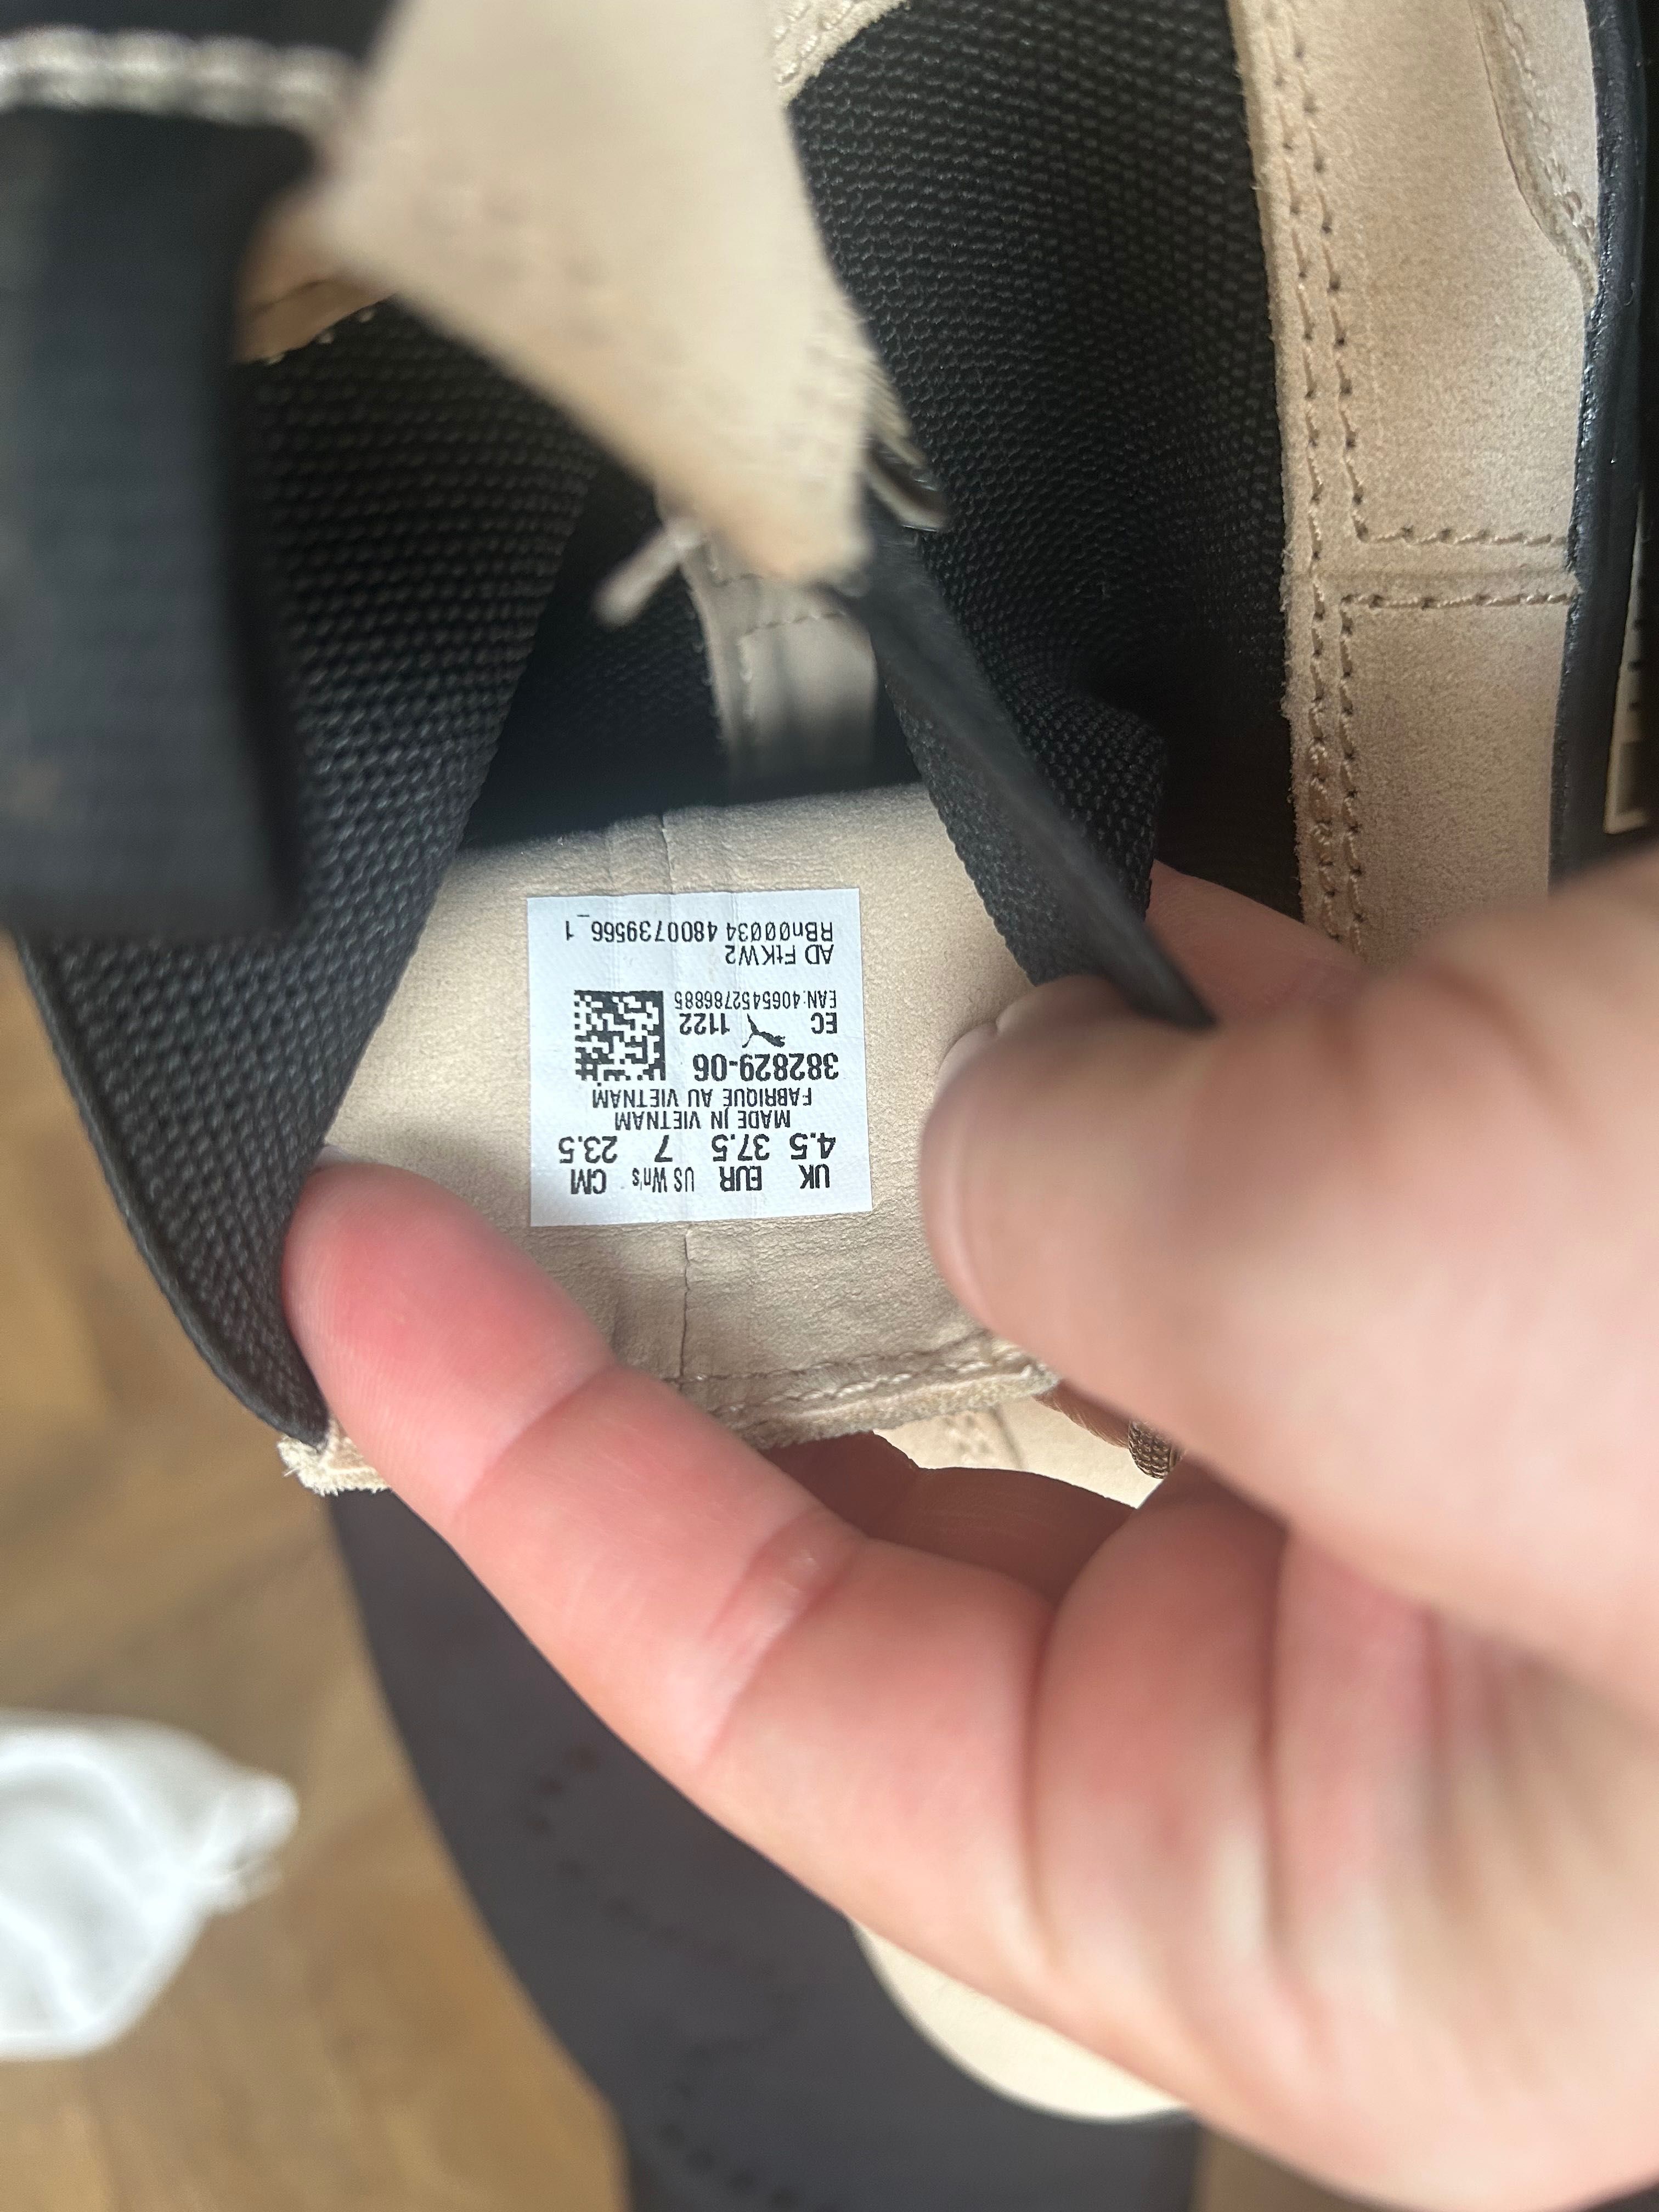 UK EUR US Wn's CM
4.5 37.5 7 23.5
MADE IN VIETNAM
FABRIQUE AU VIETNAM
382829-06
EC 1122
EAN:4065452786885
AD FtKW2
RBn00034 4800739566_1